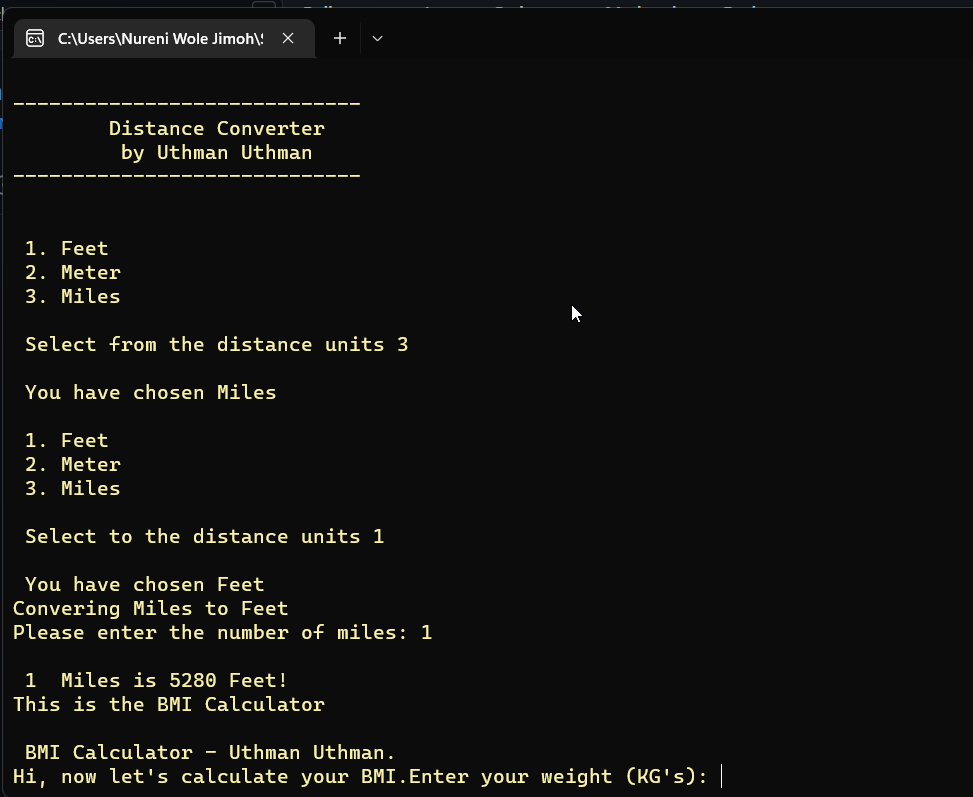 C:\Users\Nureni Wole Jimoh\S
------------------------------
Distance Converter
by Uthman Uthman
------------------------------
1. Feet
2. Meter
3. Miles
Select from the distance units 3
You have chosen Miles
1. Feet
2. Meter
3. Miles
Select to the distance units 1
You have chosen Feet
Convering Miles to Feet
Please enter the number of miles: 1
1  Miles is 5280 Feet!
This is the BMI Calculator
BMI Calculator - Uthman Uthman.
Hi, now let's calculate your BMI.Enter your weight (KG's):